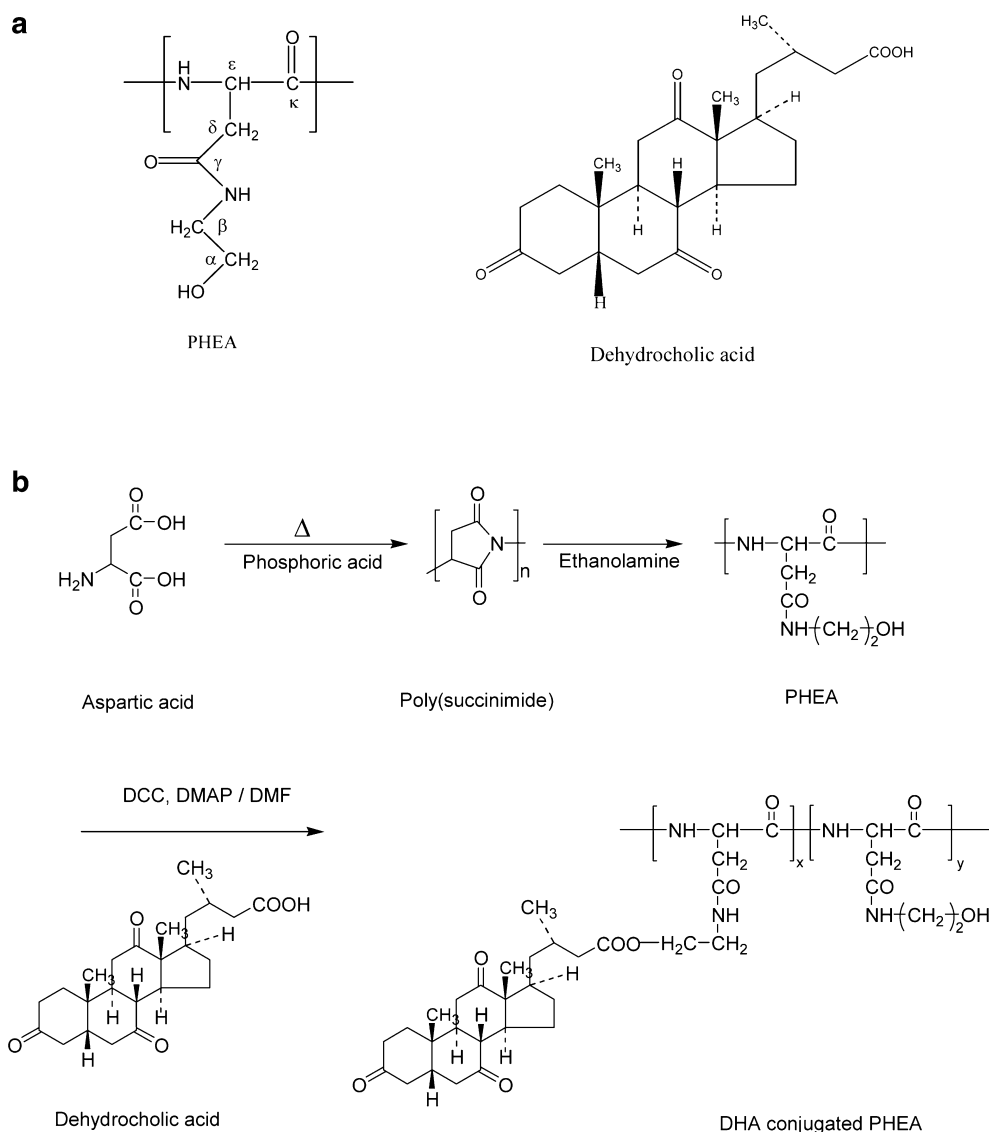 a
H
N
ε
CH
O
C
κ
δ
CH2
O
γ
NH
H2C
β
α
CH2
HO
PHEA
H3C
COOH
O
CH3
H
CH3
H
H
H
O
O
H
Dehydrocholic acid
b
O
C−OH
H2N
C−OH
O
Aspartic acid
Δ
Phosphoric acid
O
N
n
O
Poly(succinimide)
Ethanolamine
O
NH CH C
CH2
CO
NH(CH2)2OH
PHEA
DCC, DMAP / DMF
CH3
COOH
O
CH3
H
CH3
H
H
H
O
O
H
Dehydrocholic acid
O
NH CH C
x
O
NH CH C
y
CH2
CH2
CO
CO
NH
NH(CH2)2OH
CH3
COO−H2C−CH2
O
CH3
H
CH3
H
H
H
O
O
H
DHA conjugated PHEA